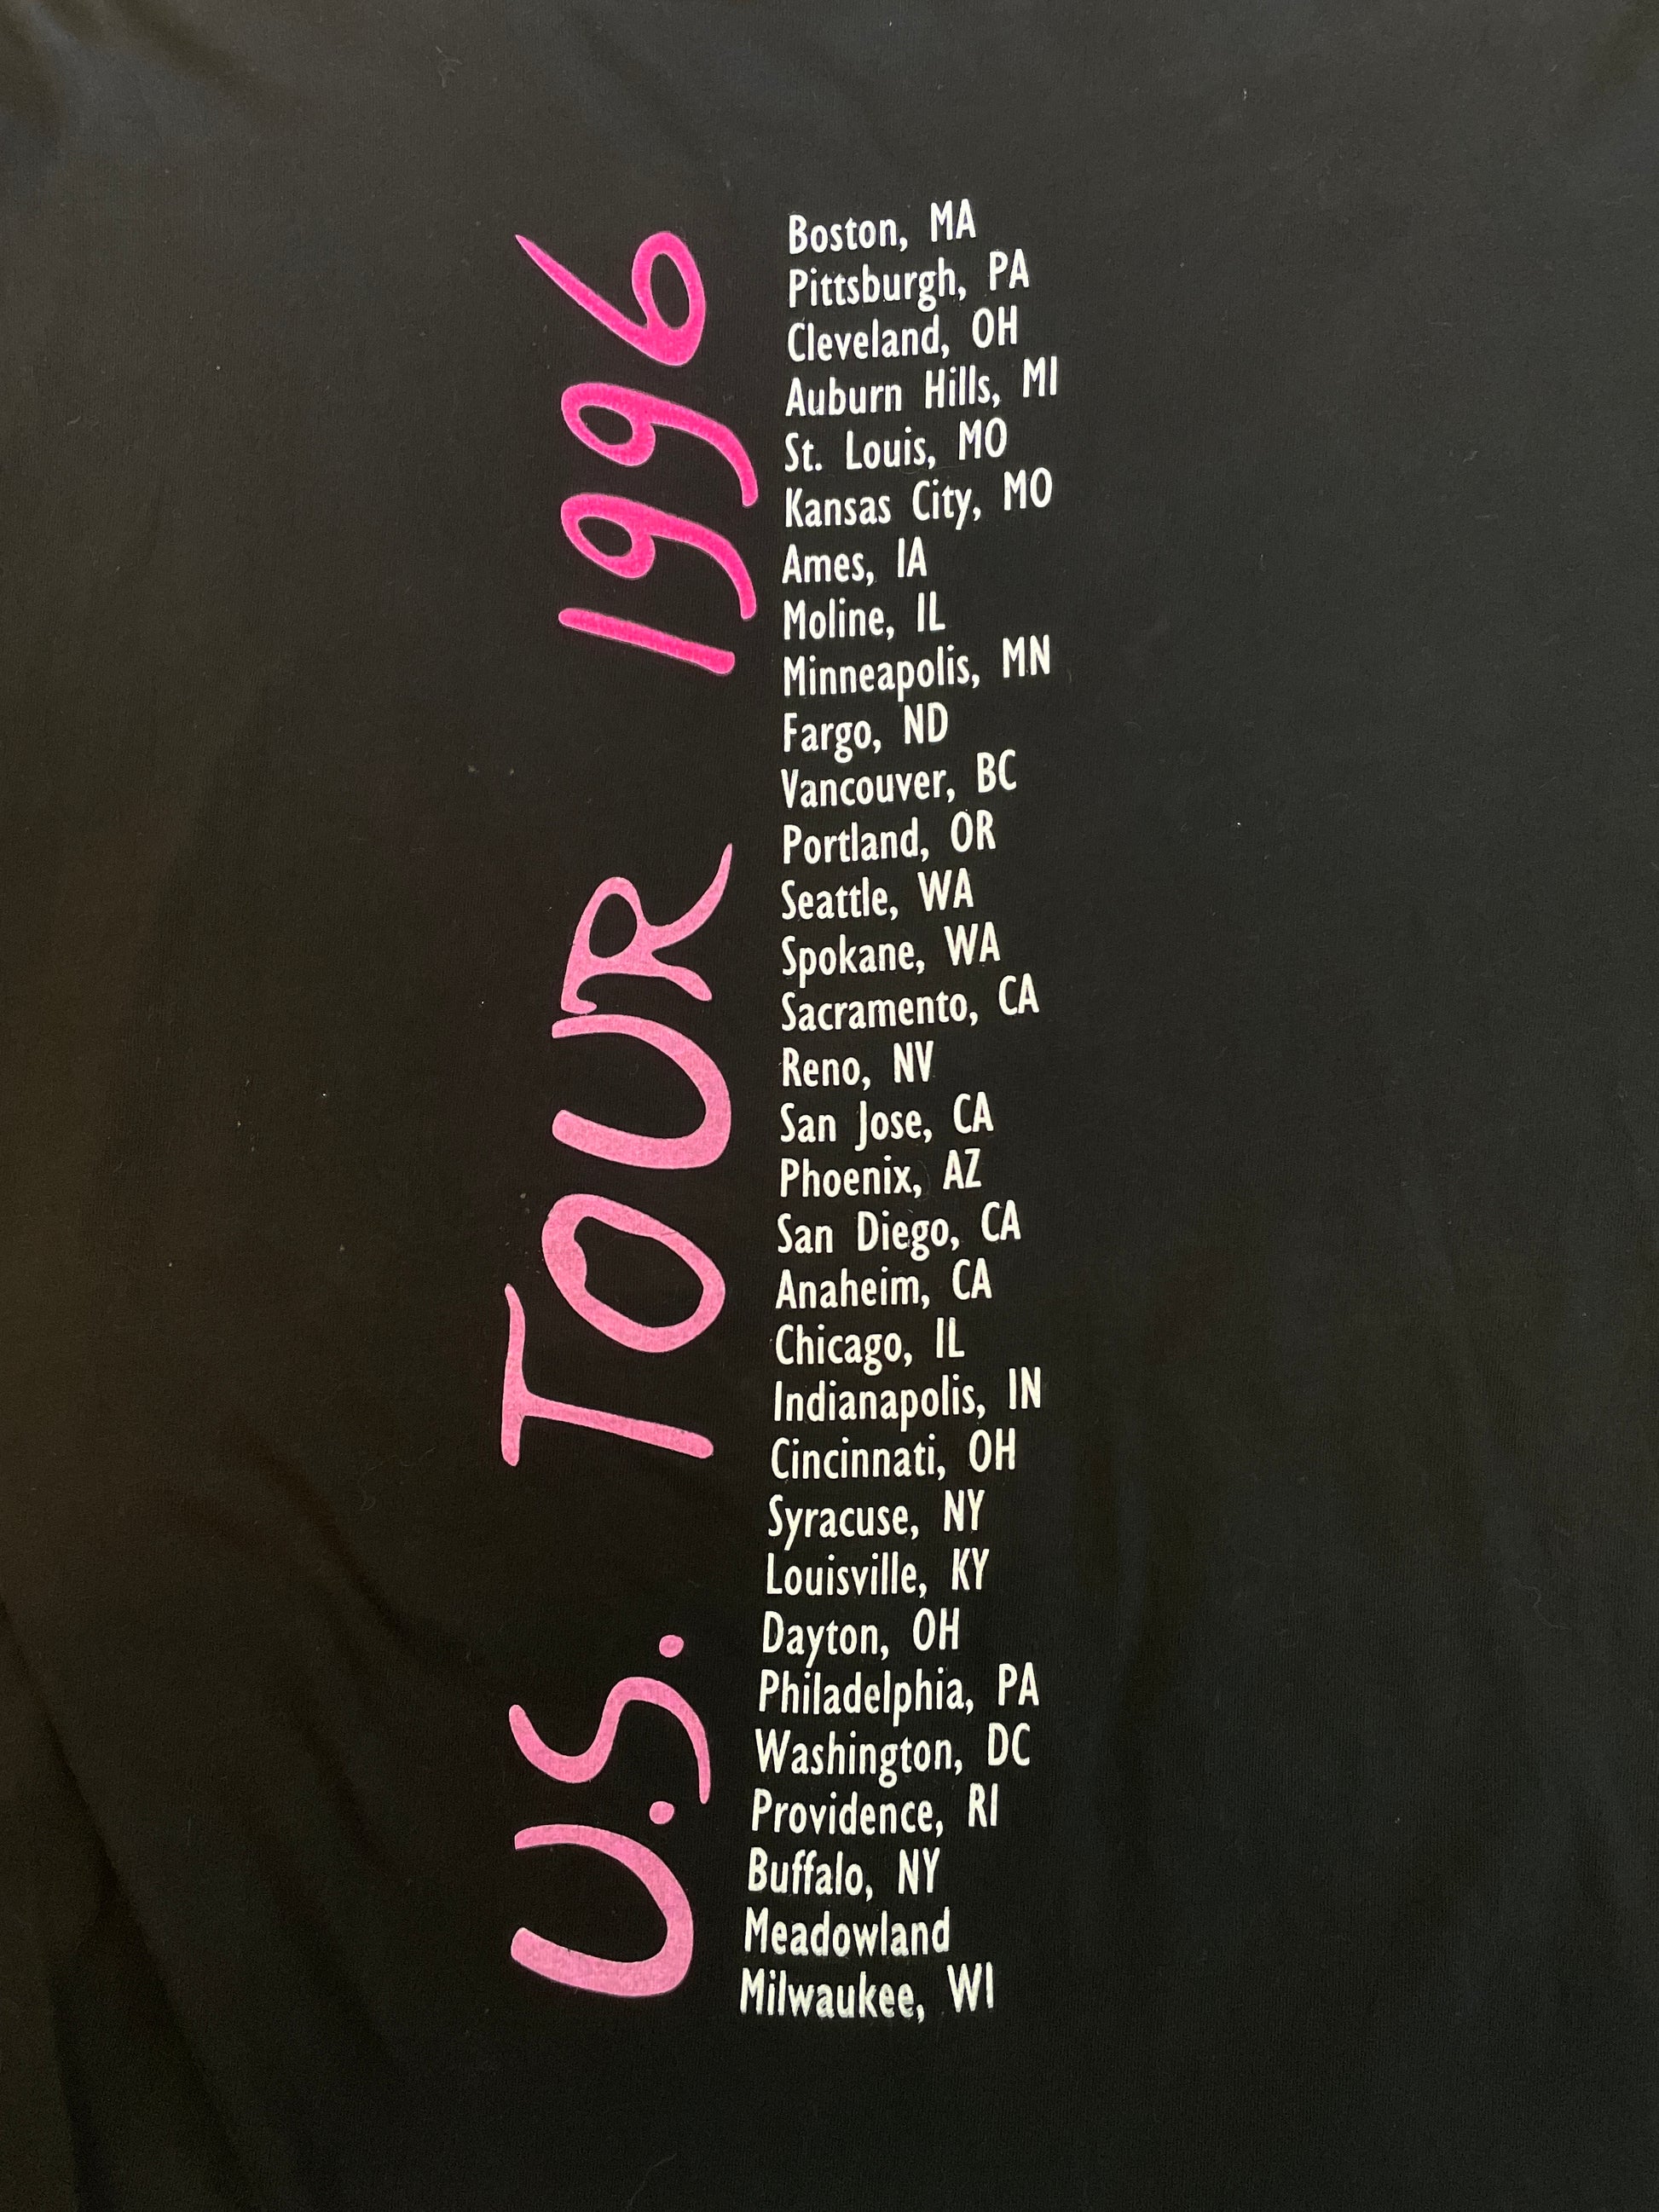 U.S. TOUR 1996
Boston, MA
Pittsburgh, PA
Cleveland, OH
Auburn Hills, MI
St. Louis, MO
Kansas City, MO
Ames, IA
Moline, IL
Minneapolis, MN
Fargo, ND
Vancouver, BC
Portland, OR
Seattle, WA
Spokane, WA
Sacramento, CA
Reno, NV
San Jose, CA
Phoenix, AZ
San Diego, CA
Anaheim, CA
Chicago, IL
Indianapolis, IN
Cincinnati, OH
Syracuse, NY
Louisville, KY
Dayton, OH
Philadelphia, PA
Washington, DC
Providence, RI
Buffalo, NY
Meadowland
Milwaukee, WI